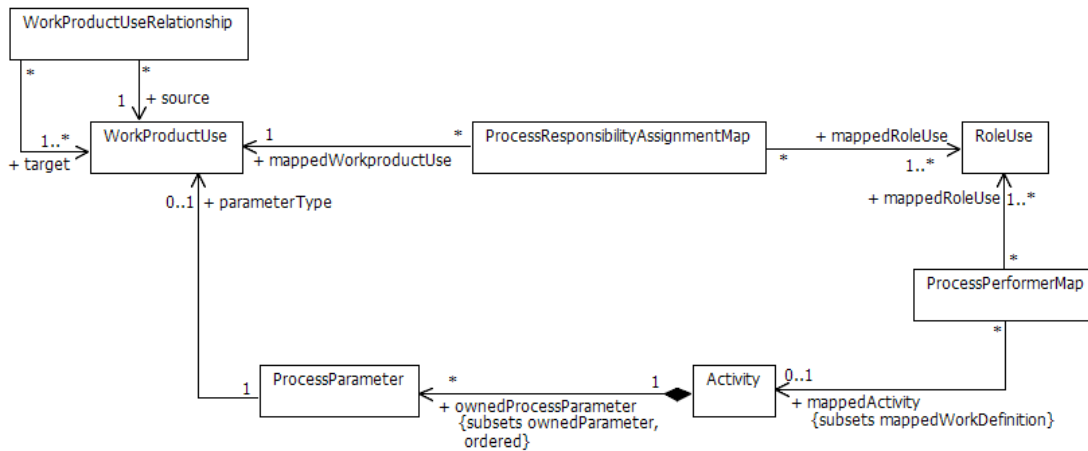 WorkProductUseRelationship
*
*
1
+ source
1..*
+ target
WorkProductUse
1
*
+ mappedWorkproductUse
ProcessResponsibilityAssignmentMap
+ mappedRoleUse
*
1..*
RoleUse
0..1
+ parameterType
+ mappedRoleUse
1..*
*
ProcessPerformerMap
*
ProcessParameter
1
*
1
+ ownedProcessParameter
{subsets ownedParameter,
ordered}
Activity
0..1
+ mappedActivity
{subsets mappedWorkDefinition}